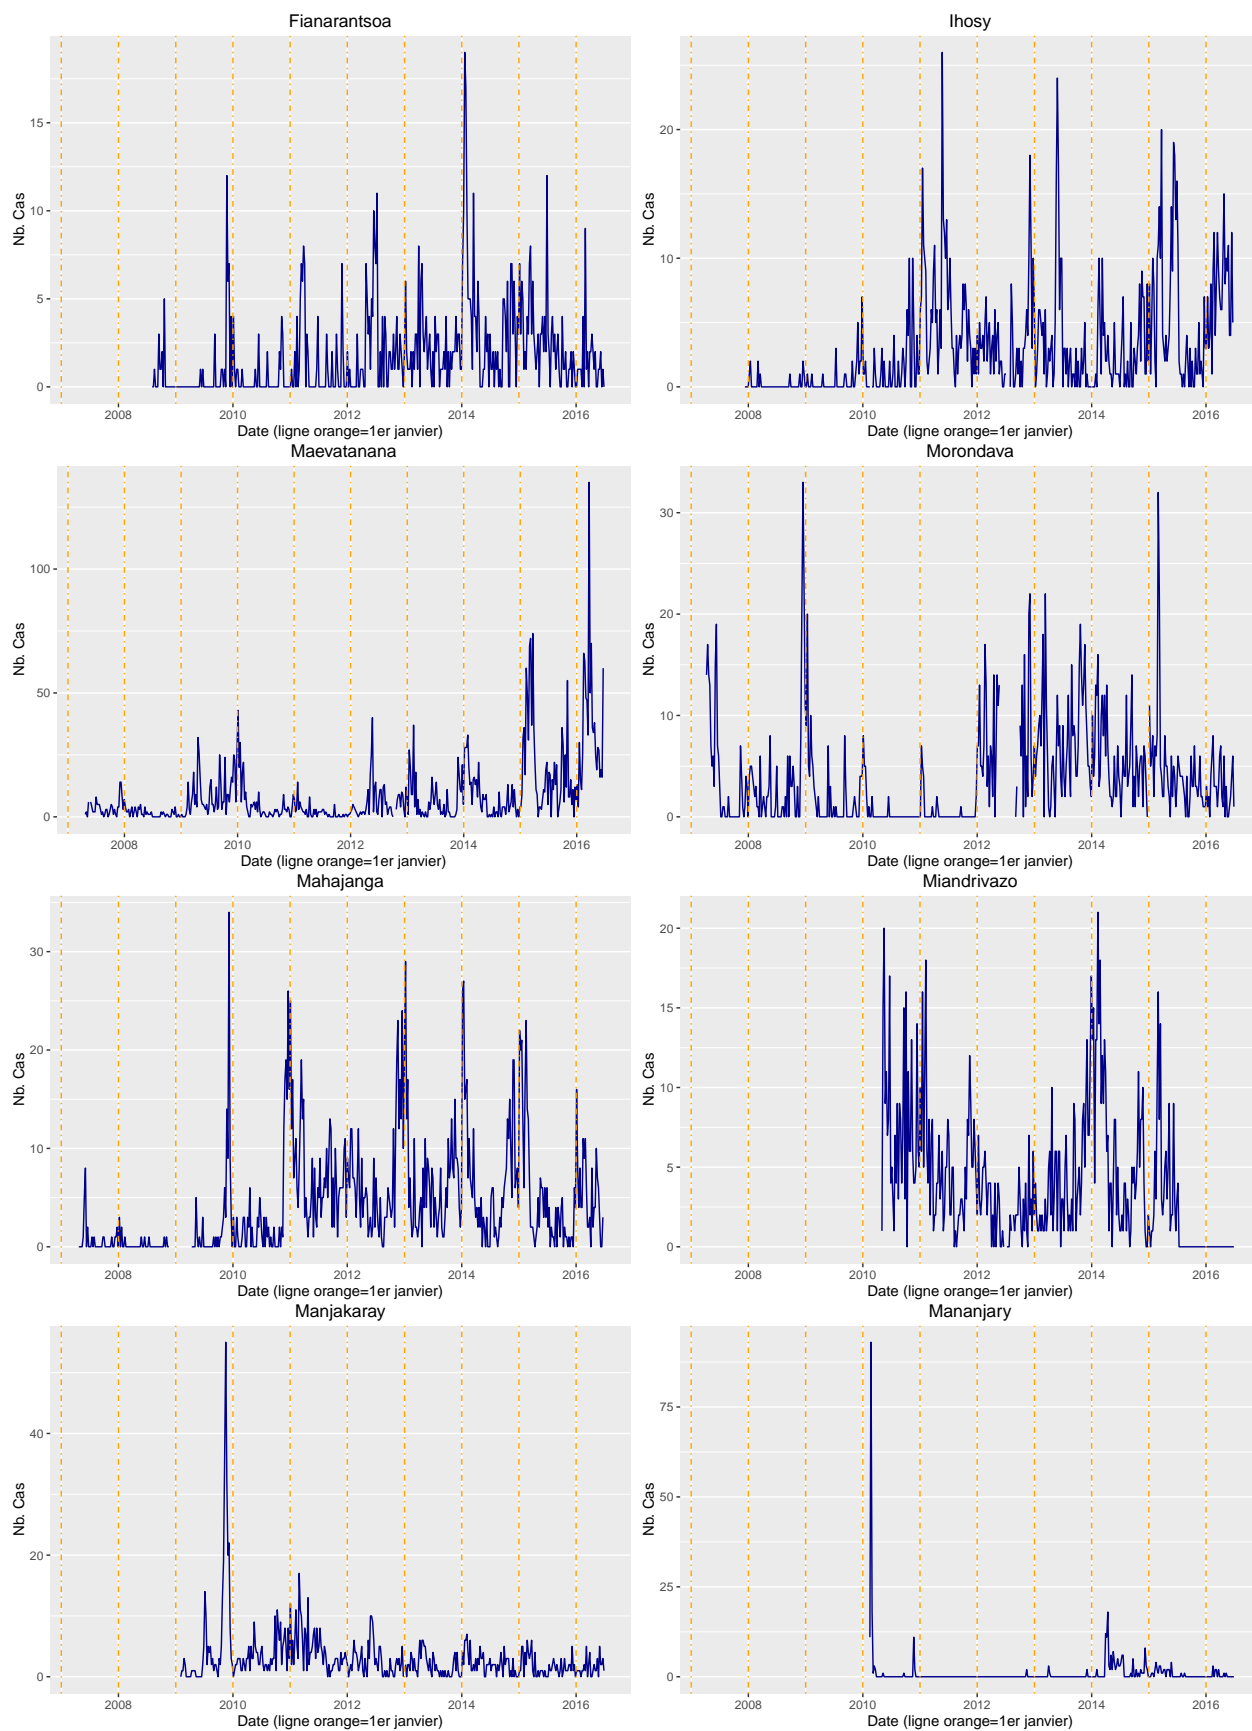 Fianarantsoa
Nb. Cas
15
10
5
0
2008 2010 2012 2014 2016
Date (ligne orange=1er janvier)
Ihosy
Nb. Cas
20
10
0
2008 2010 2012 2014 2016
Date (ligne orange=1er janvier)
Maevatanana
Nb. Cas
100
50
0
2008 2010 2012 2014 2016
Date (ligne orange=1er janvier)
Morondava
Nb. Cas
30
20
10
0
2008 2010 2012 2014 2016
Date (ligne orange=1er janvier)
Mahajanga
Nb. Cas
30
20
10
0
2008 2010 2012 2014 2016
Date (ligne orange=1er janvier)
Miandrivazo
Nb. Cas
20
15
10
5
0
2008 2010 2012 2014 2016
Date (ligne orange=1er janvier)
Manjakaray
Nb. Cas
40
20
0
2008 2010 2012 2014 2016
Date (ligne orange=1er janvier)
Mananjary
Nb. Cas
75
50
25
0
2008 2010 2012 2014 2016
Date (ligne orange=1er janvier)